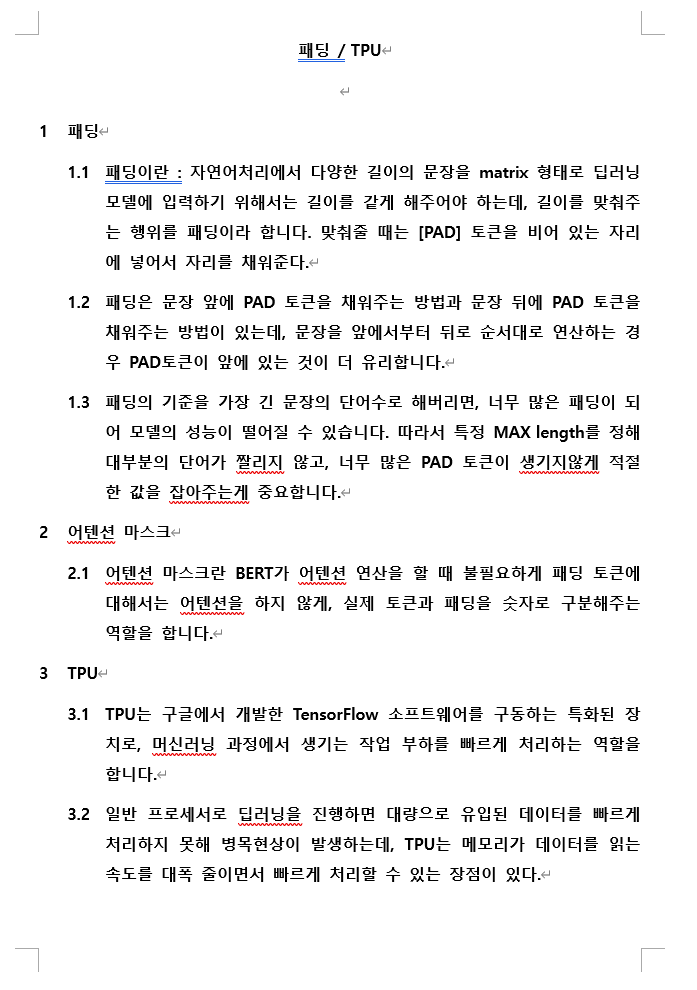 패딩 / TPU
1 패딩
1.1 패딩이란 : 자연어처리에서 다양한 길이의 문장을 matrix 형태로 딥러닝
모델에 입력하기 위해서는 길이를 같게 해주어야 하는데, 길이를 맞춰주
는 행위를 패딩이라 합니다. 맞춰줄 때는 [PAD] 토큰을 비어 있는 자리
에 넣어서 자리를 채워준다.
1.2 패딩은 문장 앞에 PAD 토큰을 채워주는 방법과 문장 뒤에 PAD 토큰을
채워주는 방법이 있는데, 문장을 앞에서부터 뒤로 순서대로 연산하는 경
우 PAD토큰이 앞에 있는 것이 더 유리합니다.
1.3 패딩의 기준을 가장 긴 문장의 단어수로 해버리면, 너무 많은 패딩이 되
어 모델의 성능이 떨어질 수 있습니다. 따라서 특정 MAX length를 정해
대부분의 단어가 짤리지 않고, 너무 많은 PAD 토큰이 생기지않게 적절
한 값을 잡아주는게 중요합니다.
2 어텐션 마스크
2.1 어텐션 마스크란 BERT가 어텐션 연산을 할 때 불필요하게 패딩 토큰에
대해서는 어텐션을 하지 않게, 실제 토큰과 패딩을 숫자로 구분해주는
역할을 합니다.
3 TPU
3.1 TPU는 구글에서 개발한 TensorFlow 소프트웨어를 구동하는 특화된 장
치로, 머신러닝 과정에서 생기는 작업 부하를 빠르게 처리하는 역할을
합니다.
3.2 일반 프로세서로 딥러닝을 진행하면 대량으로 유입된 데이터를 빠르게
처리하지 못해 병목현상이 발생하는데, TPU는 메모리가 데이터를 읽는
속도를 대폭 줄이면서 빠르게 처리할 수 있는 장점이 있다.